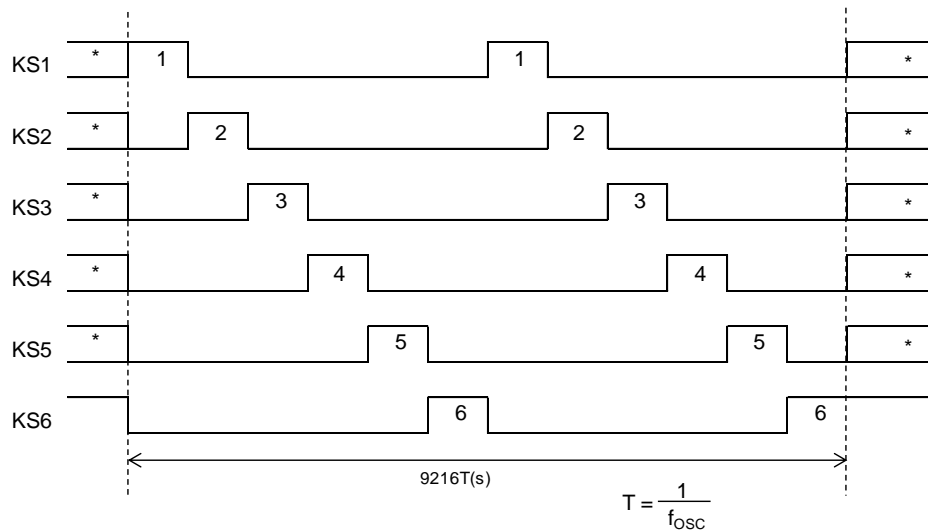 KS1 * 1 1 *
KS2 * 2 2 *
KS3 * 3 3 *
KS4 * 4 4 *
KS5 * 5 5 *
KS6 6 6
9216T(s)
T = 1
fOSC